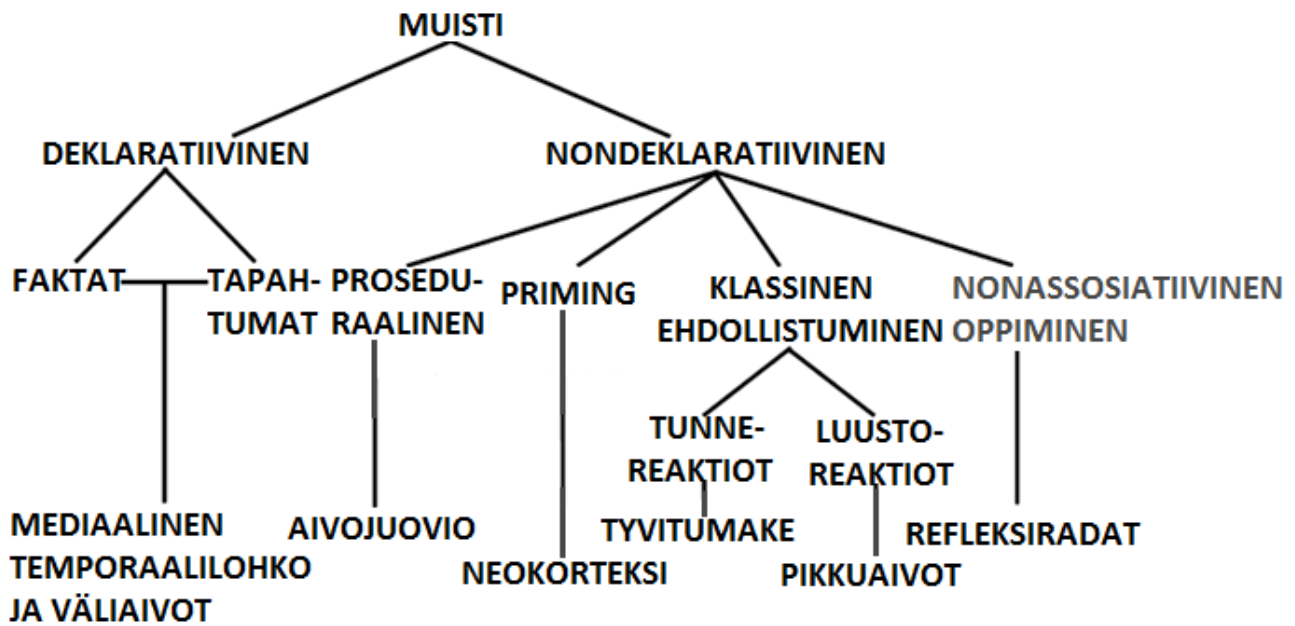 MUISTI
DEKLARATIIVINEN
NONDEKLARATIIVINEN
FAKTAT
TAPAH-
TUMAT
PROSEDU-
RAALINEN
PRIMING
KLASSINEN
EHDOLLISTUMINEN
NONASSOSIATIIVINEN
OPPIMINEN
TUNNE-
REAKTIOT
LUUSTO-
REAKTIOT
MEDIAALINEN
TEMPORAALILOHKO
JA VÄLIAIVOT
AIVOJUOVIO
NEOKORTEKSI
TYVITUMAKE
PIKKUAIVOT
REFLEKSIRADAT